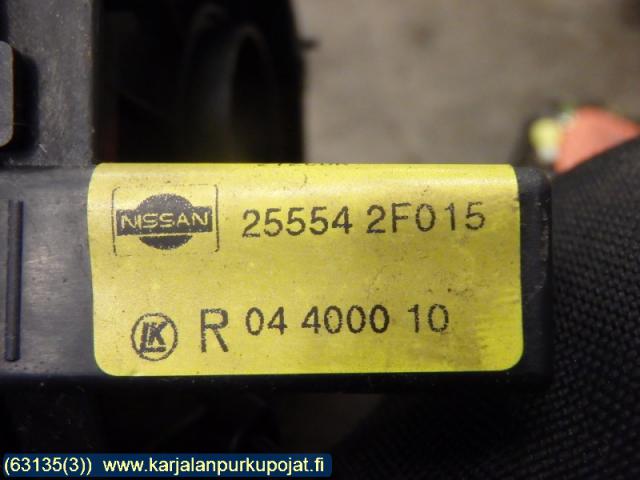 NISSAN 25554 2F015
LK R 04 4000 10
(63135(3)) www.karjalanpurkupojat.fi